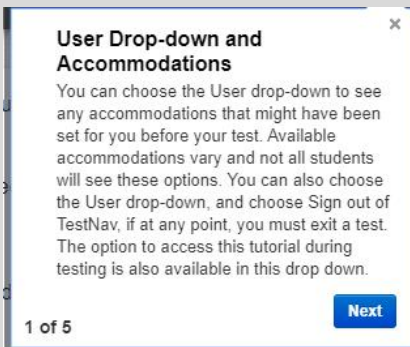 User Drop-down and
Accommodations
You can choose the User drop-down to see
any accommodations that might have been
set for you before your test. Available
accommodations vary and not all students
will see these options. You can also choose
the User drop-down, and choose Sign out of
TestNav, if at any point, you must exit a test.
The option to access this tutorial during
testing is also available in this drop down.
Next
1 of 5